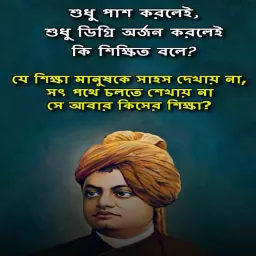 শুধু পাশ করলেই,
শুধু ডিগ্রি অর্জন করলেই
কি শিক্ষিত বলে?
যে শিক্ষা মানুষকে সাহস দেখায় না,
সৎ পথে চলতে শেখায় না
সে আবার কিসের শিক্ষা?